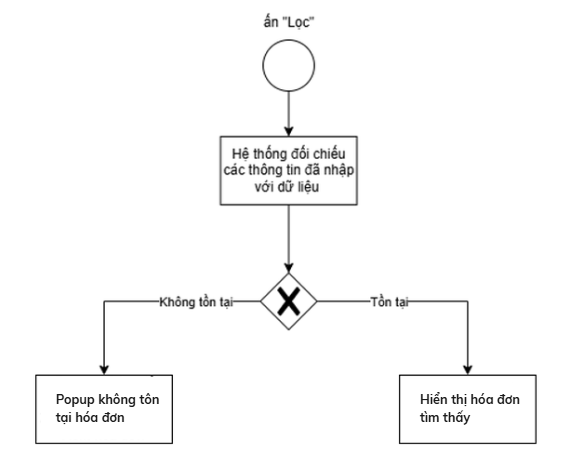 ấn "Lọc"
Hệ thống đối chiếu
các thông tin đã nhập
với dữ liệu
Không tồn tại
Tồn tại
Popup không tôn
tại hóa đơn
Hiển thị hóa đơn
tìm thấy